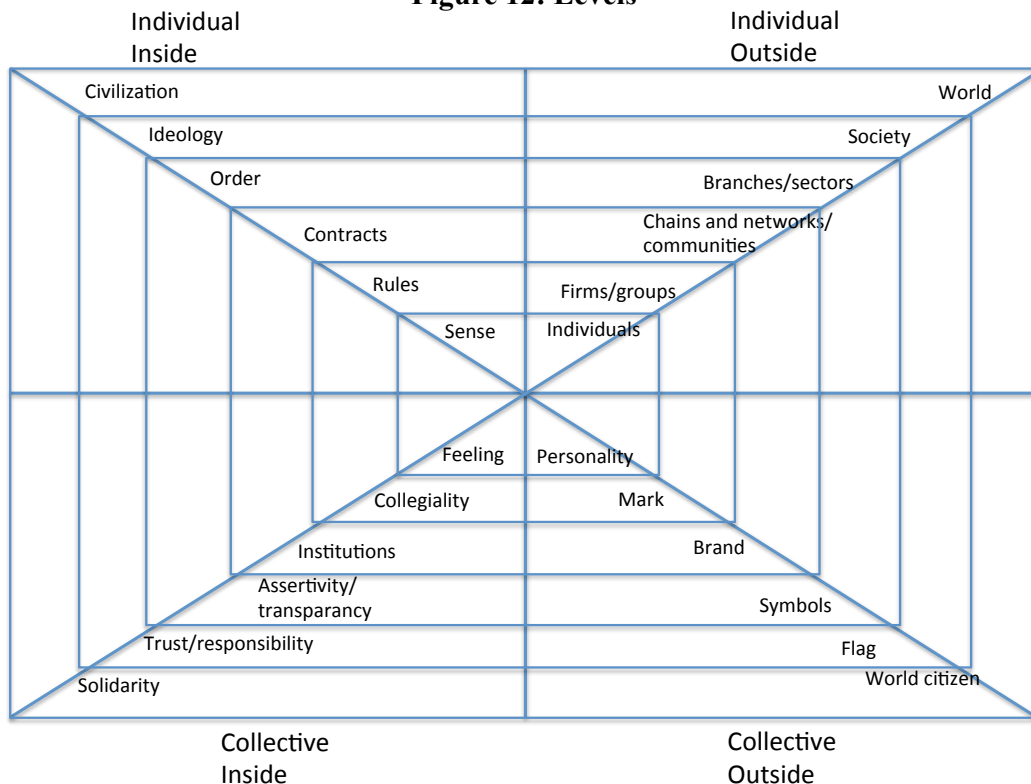 Figure 12: Levels
Individual
Inside
Individual
Outside
Civilization
World
Ideology
Society
Order
Branches/sectors
Contracts
Chains and networks/
communities
Rules
Firms/groups
Sense
Individuals
Feeling
Personality
Collegiality
Mark
Institutions
Brand
Assertivity/
transparancy
Symbols
Trust/responsibility
Flag
Solidarity
World citizen
Collective
Inside
Collective
Outside